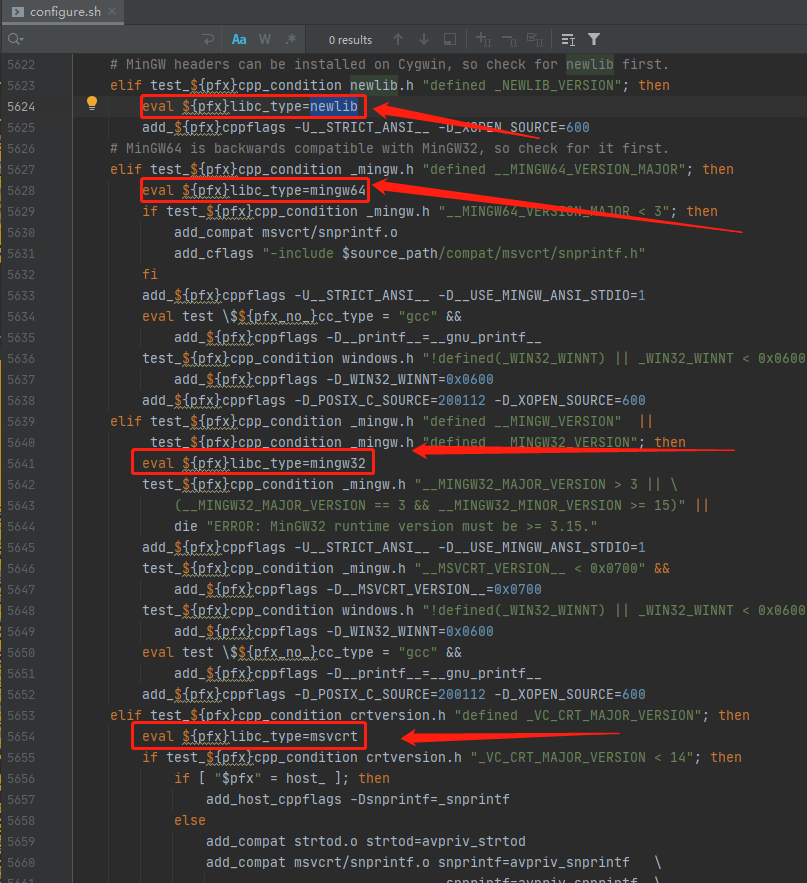 configure.sh
Aa W .* 0 results
5622 # MinGW headers can be installed on Cygwin, so check for newlib first.
5623 elif test_${pfx}cpp_condition newlib.h "defined _NEWLIB_VERSION"; then
5624 eval ${pfx}libc_type=newlib
5625 add_${pfx}cppflags -U__STRICT_ANSI__ -D_XOPEN_SOURCE=600
5626 # MinGW64 is backwards compatible with MinGW32, so check for it first.
5627 elif test_${pfx}cpp_condition _mingw.h "defined __MINGW64_VERSION_MAJOR"; then
5628 eval ${pfx}libc_type=mingw64
5629 if test_${pfx}cpp_condition _mingw.h "__MINGW64_VERSION_MAJOR < 3"; then
5630 add_compat msvcrt/snprintf.o
5631 add_cflags "-include $source_path/compat/msvcrt/snprintf.h"
5632 fi
5633 add_${pfx}cppflags -U__STRICT_ANSI__ -D__USE_MINGW_ANSI_STDIO=1
5634 eval test \$${pfx_no_}cc_type = "gcc" &&
5635 add_${pfx}cppflags -D__printf__=__gnu_printf__
5636 test_${pfx}cpp_condition windows.h "!defined(_WIN32_WINNT) || _WIN32_WINNT < 0x0600
5637 add_${pfx}cppflags -D_WIN32_WINNT=0x0600
5638 add_${pfx}cppflags -D_POSIX_C_SOURCE=200112 -D_XOPEN_SOURCE=600
5639 elif test_${pfx}cpp_condition _mingw.h "defined __MINGW_VERSION" ||
5640 test_${pfx}cpp_condition _mingw.h "defined __MINGW32_VERSION"; then
5641 eval ${pfx}libc_type=mingw32
5642 test_${pfx}cpp_condition _mingw.h "__MINGW32_MAJOR_VERSION > 3 || \
5643 (__MINGW32_MAJOR_VERSION == 3 && __MINGW32_MINOR_VERSION >= 15)" ||
5644 die "ERROR: MinGW32 runtime version must be >= 3.15."
5645 add_${pfx}cppflags -U__STRICT_ANSI__ -D__USE_MINGW_ANSI_STDIO=1
5646 test_${pfx}cpp_condition _mingw.h "__MSVCRT_VERSION__ < 0x0700" &&
5647 add_${pfx}cppflags -D__MSVCRT_VERSION__=0x0700
5648 test_${pfx}cpp_condition windows.h "!defined(_WIN32_WINNT) || _WIN32_WINNT < 0x0600
5649 add_${pfx}cppflags -D_WIN32_WINNT=0x0600
5650 eval test \$${pfx_no_}cc_type = "gcc" &&
5651 add_${pfx}cppflags -D__printf__=__gnu_printf__
5652 add_${pfx}cppflags -D_POSIX_C_SOURCE=200112 -D_XOPEN_SOURCE=600
5653 elif test_${pfx}cpp_condition crtversion.h "defined _VC_CRT_MAJOR_VERSION"; then
5654 eval ${pfx}libc_type=msvcrt
5655 if test_${pfx}cpp_condition crtversion.h "_VC_CRT_MAJOR_VERSION < 14"; then
5656 if [ "$pfx" = host_ ]; then
5657 add_host_cppflags -Dsnprintf=_snprintf
5658 else
5659 add_compat strtod.o strtod=avpriv_strtod
5660 add_compat msvcrt/snprintf.o snprintf=avpriv_snprintf \